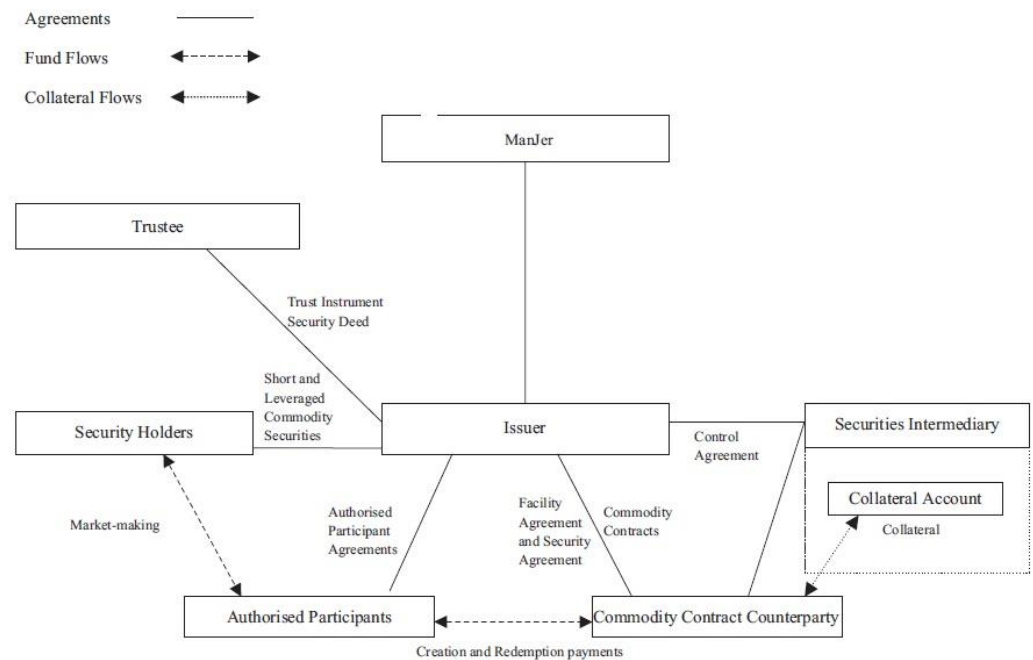 Agreements
Fund Flows
Collateral Flows
ManJer
Trustee
Trust Instrument
Security Deed
Short and
Leveraged
Commodity
Securities
Security Holders
Issuer
Securities Intermediary
Control
Agreement
Collateral Account
Collateral
Market-making
Authorised
Participant
Agreements
Facility
Agreement
and Security
Agreement
Commodity
Contracts
Authorised Participants
Commodity Contract Counterparty
Creation and Redemption payments